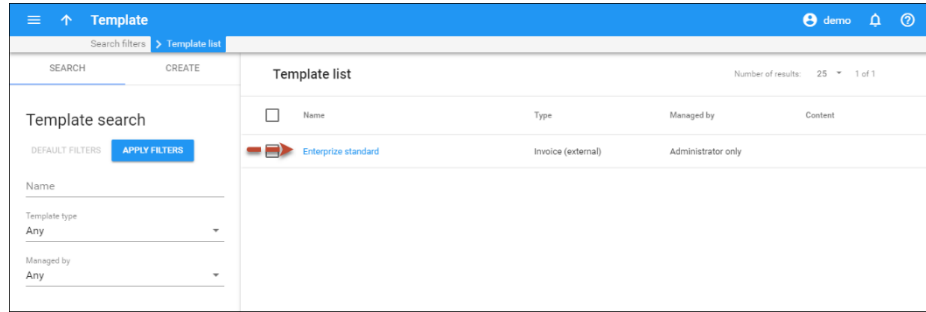 Template
demo
Search filters Template list
SEARCH CREATE
Template search
DEFAULT FILTERS APPLY FILTERS
Name
Template type
Any
Managed by
Any
Template list
Number of results: 25 1 of 1
Name Type Managed by Content
Enterprize standard Invoice (external) Administrator only